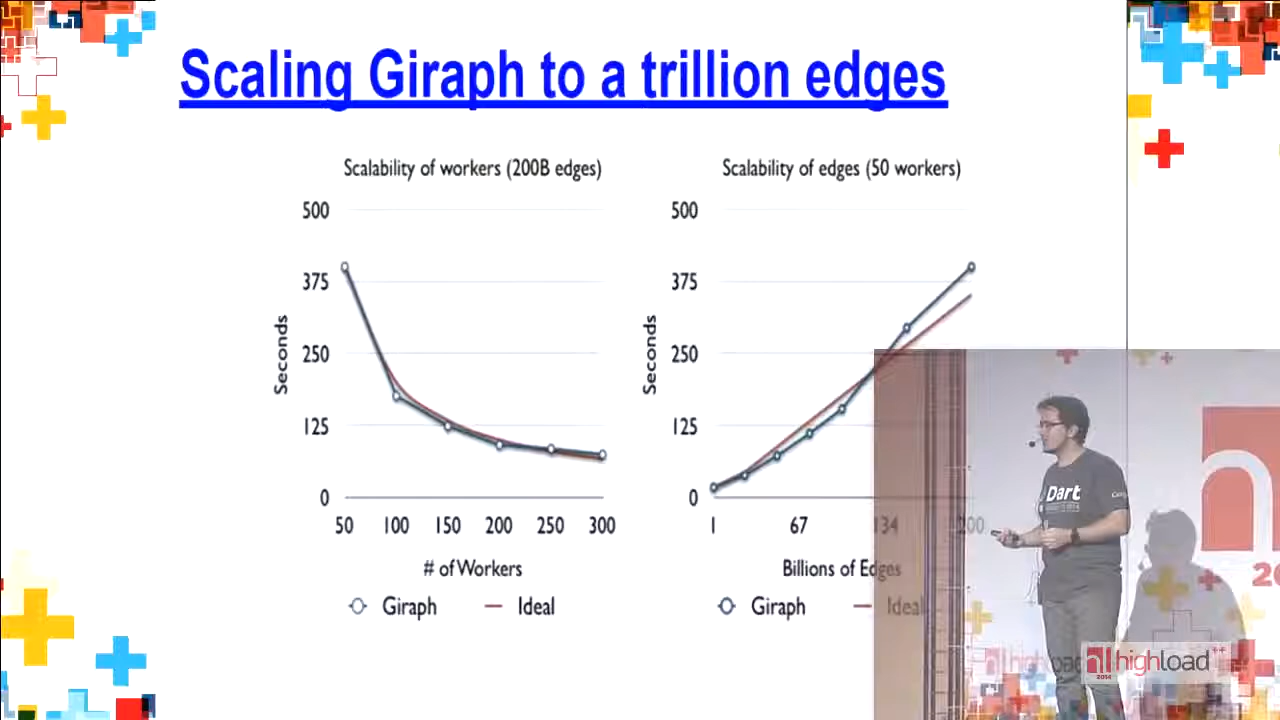 Scaling Giraph to a trillion edges
Scalability of workers (200B edges)
500
375
250
125
0
Seconds
50 100 150 200 250 300
# of Workers
Giraph Ideal
Scalability of edges (50 workers)
500
375
250
125
0
Seconds
1 67 134 200
Billions of Edges
Giraph Ideal
Dart
highload++
2014